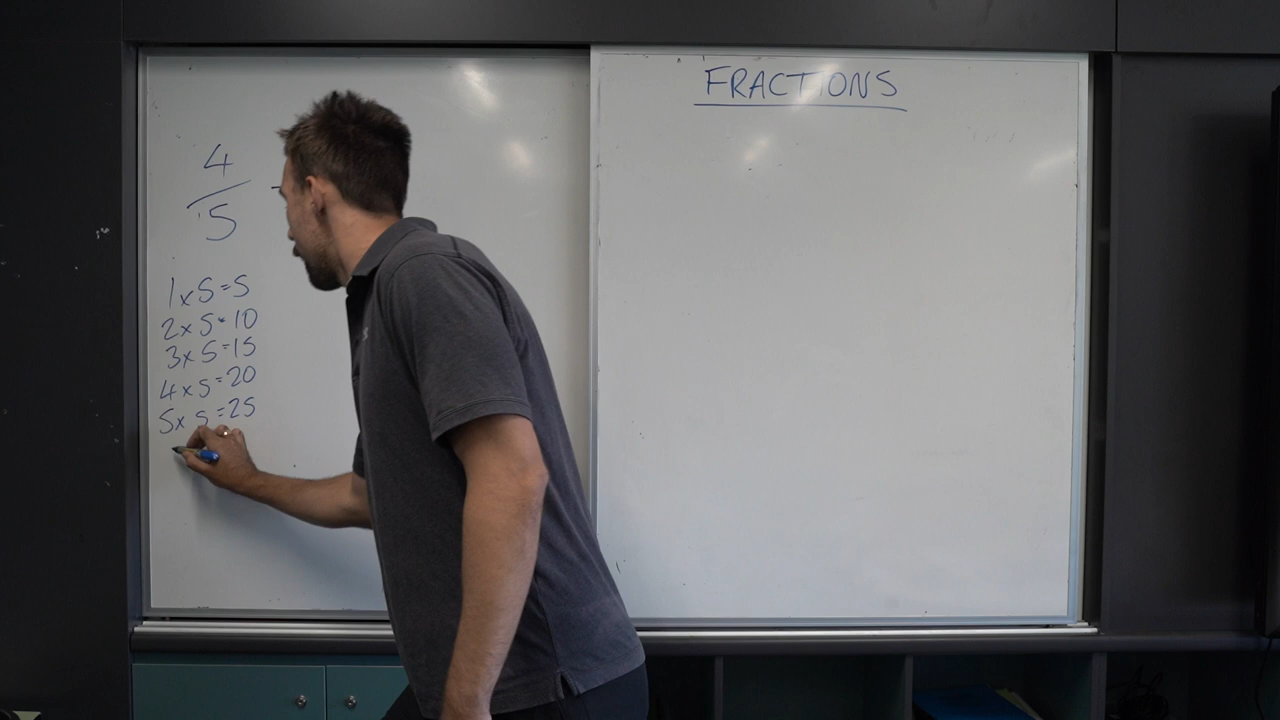 4
5
1 x 5 = 5
2 x 5 = 10
3 x 5 = 15
4 x 5 = 20
5 x 5 = 25
FRACTIONS